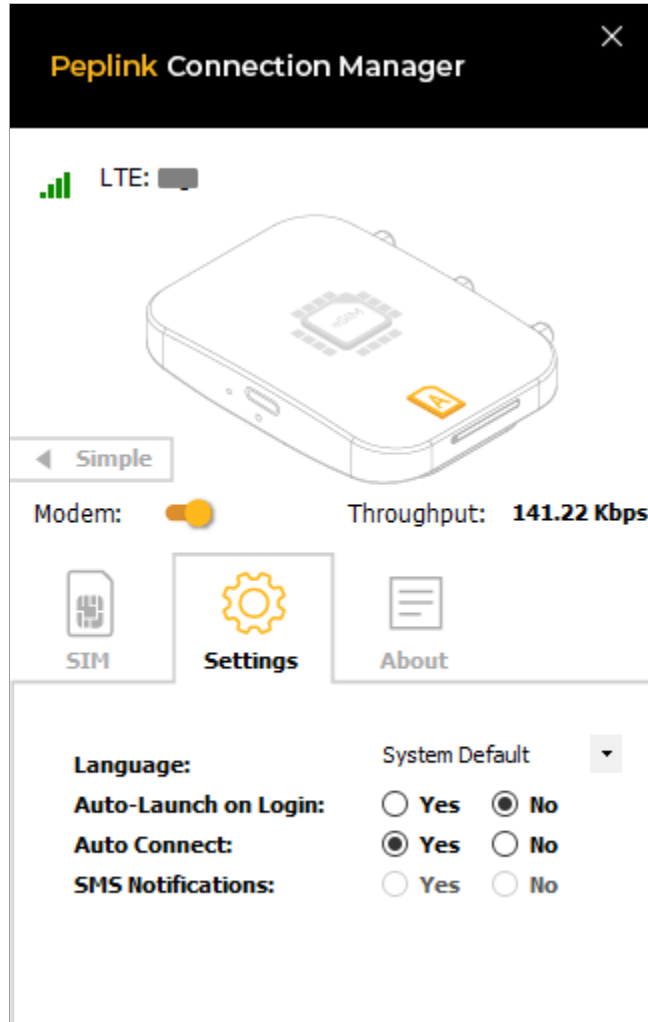 Peplink Connection Manager
LTE:
eSIM
A
Simple
Modem: Throughput: 141.22 Kbps
SIM Settings About
Language: System Default
Auto-Launch on Login: Yes No
Auto Connect: Yes No
SMS Notifications: Yes No